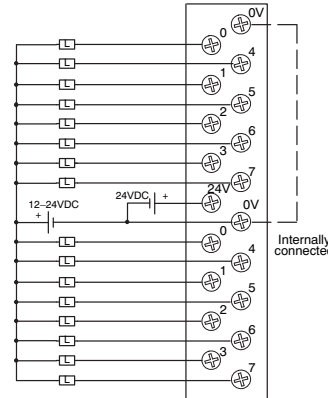 0V
L 0
L 4
L 1
L 5
L 2
L 6
L 3
L 7
12–24VDC + 24VDC + 24V
0V
L 0
Internally
connected
L 4
L 1
L 5
L 2
L 6
L 3
L 7